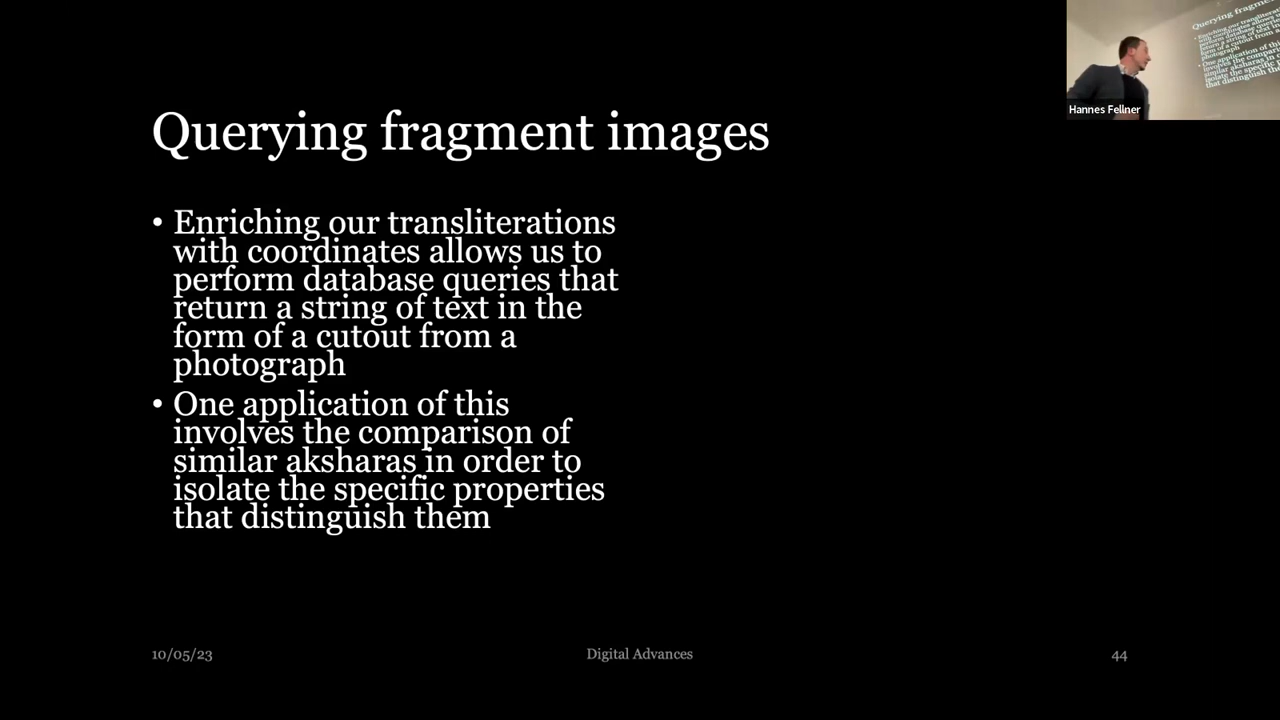 Querying fragment images
• Enriching our transliterations
with coordinates allows us to
perform database queries that
return a string of text in the
form of a cutout from a
photograph
• One application of this
involves the comparison of
similar aksharas in order to
isolate the specific properties
that distinguish them
10/05/23
Digital Advances
44
Hannes Fellner